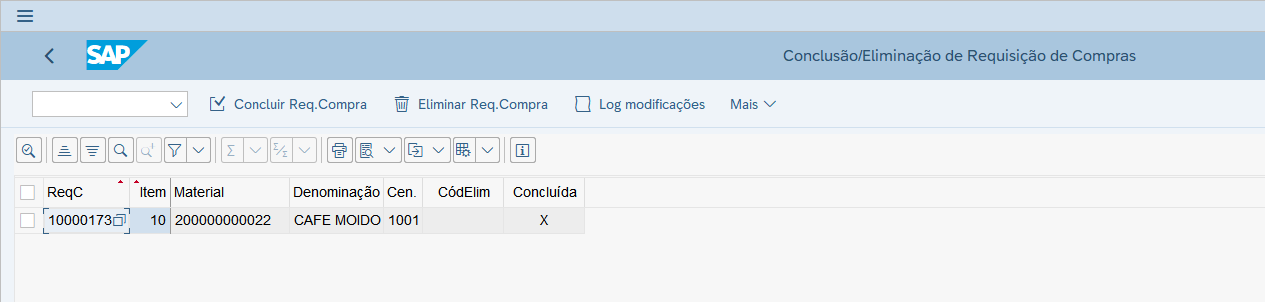 SAP
Conclusão/Eliminação de Requisição de Compras
Concluir Req.Compra Eliminar Req.Compra Log modificações Mais
ReqC Item Material Denominação Cen. CódElim Concluída
10000173 10 200000000022 CAFE MOIDO 1001 X